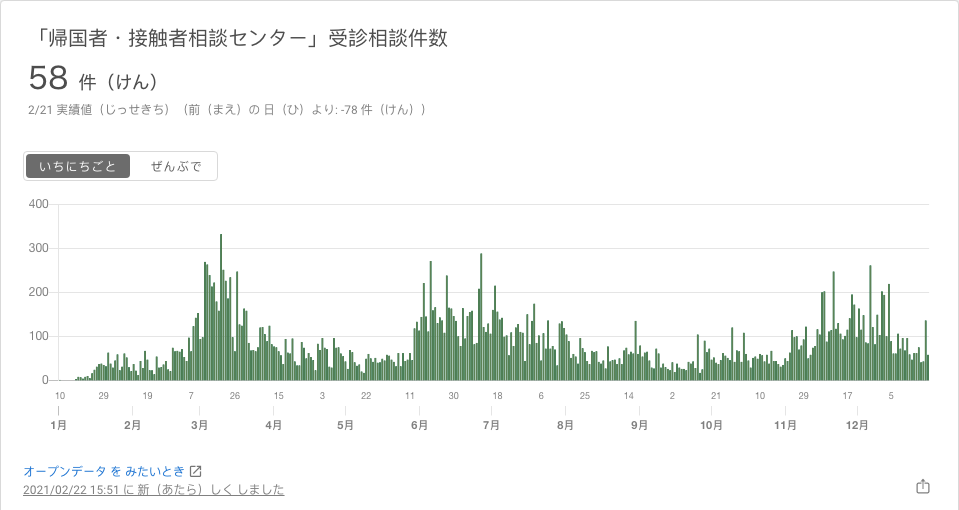 「帰国者・接触者相談センター」受診相談件数
58 件（けん）
2/21 実績値（じっせきち）（前（まえ）の 日（ひ）より: -78 件（けん））
いちにちごと ぜんぶで
400
300
200
100
0
10 29 19 7 26 15 3 22 11 30 18 6 25 14 2 21 10 29 17 5
1月 2月 3月 4月 5月 6月 7月 8月 9月 10月 11月 12月
オープンデータ を みたいとき
2021/02/22 15:51 に 新（あたら）しく しました